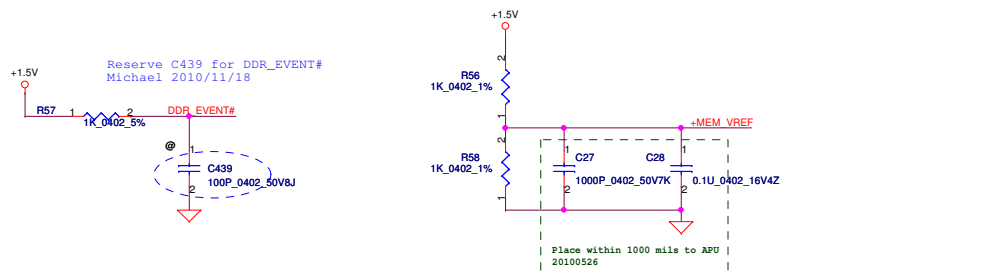 +1.5V
Reserve C439 for DDR_EVENT#
Michael 2010/11/18
+1.5V
R57
1
2
DDR_EVENT#
1K_0402_5%
@
1
C439
100P_0402_50V8J
2
2
R56
1K_0402_1%
1
+MEM_VREF
2
R58
1K_0402_1%
1
1
C27
1000P_0402_50V7K
2
1
C28
0.1U_0402_16V4Z
2
Place within 1000 mils to APU
20100526